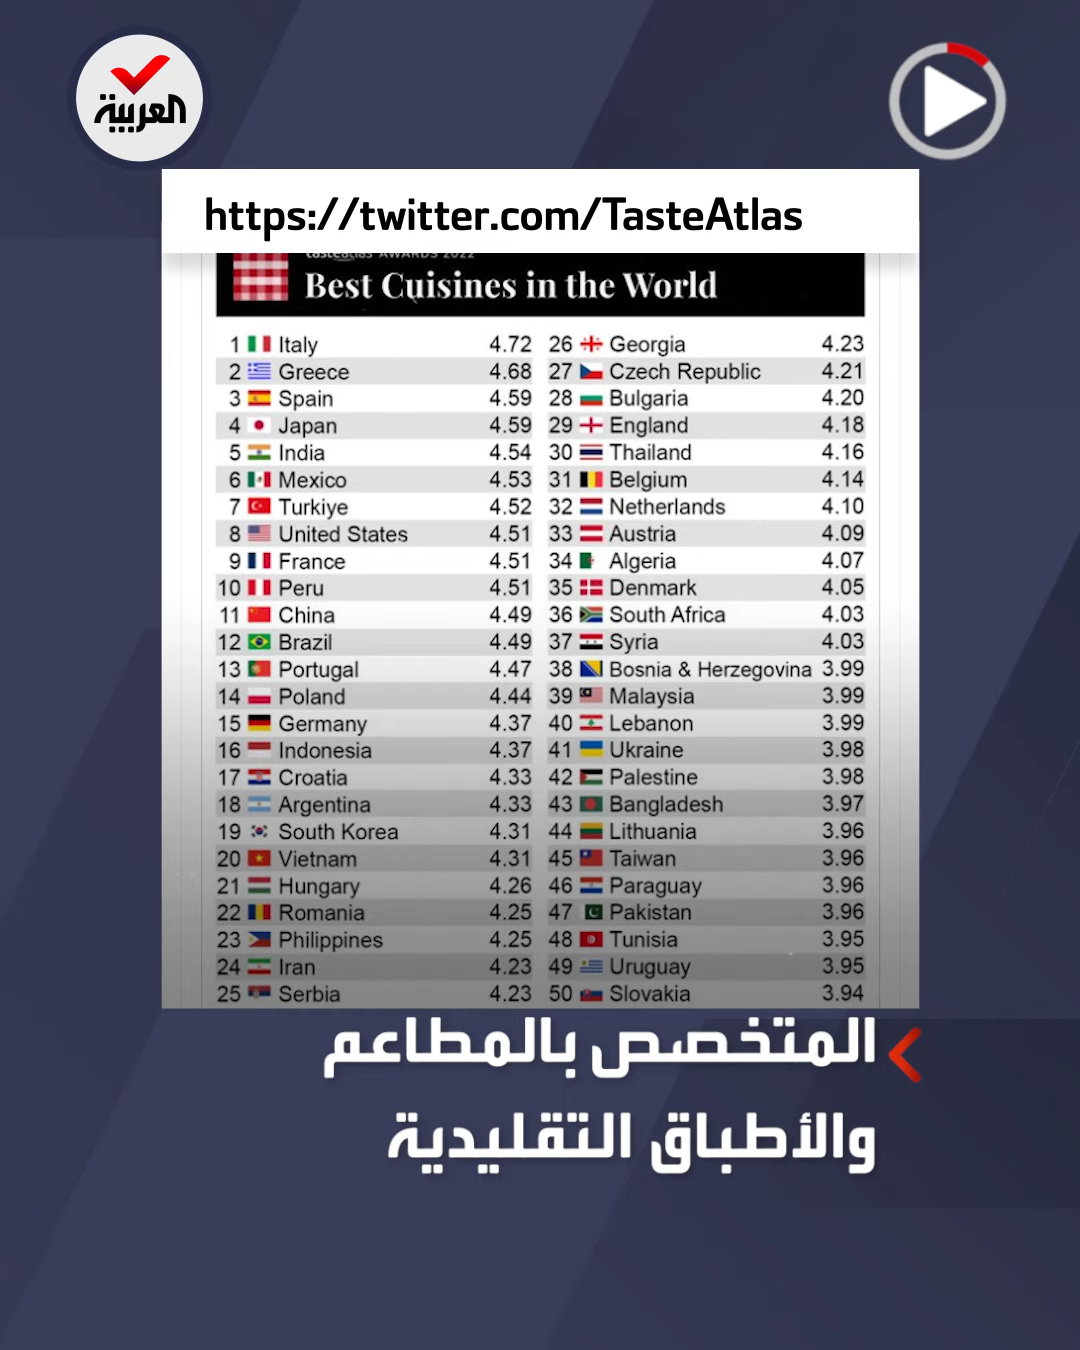 العربية
https://twitter.com/TasteAtlas
tasteatlas AWARDS 2022
Best Cuisines in the World
1 Italy 4.72 26 Georgia 4.23
2 Greece 4.68 27 Czech Republic 4.21
3 Spain 4.59 28 Bulgaria 4.20
4 Japan 4.59 29 England 4.18
5 India 4.54 30 Thailand 4.16
6 Mexico 4.53 31 Belgium 4.14
7 Turkiye 4.52 32 Netherlands 4.10
8 United States 4.51 33 Austria 4.09
9 France 4.51 34 Algeria 4.07
10 Peru 4.51 35 Denmark 4.05
11 China 4.49 36 South Africa 4.03
12 Brazil 4.49 37 Syria 4.03
13 Portugal 4.47 38 Bosnia & Herzegovina 3.99
14 Poland 4.44 39 Malaysia 3.99
15 Germany 4.37 40 Lebanon 3.99
16 Indonesia 4.37 41 Ukraine 3.98
17 Croatia 4.33 42 Palestine 3.98
18 Argentina 4.33 43 Bangladesh 3.97
19 South Korea 4.31 44 Lithuania 3.96
20 Vietnam 4.31 45 Taiwan 3.96
21 Hungary 4.26 46 Paraguay 3.96
22 Romania 4.25 47 Pakistan 3.96
23 Philippines 4.25 48 Tunisia 3.95
24 Iran 4.23 49 Uruguay 3.95
25 Serbia 4.23 50 Slovakia 3.94
المتخصص بالمطاعم
والأطباق التقليدية